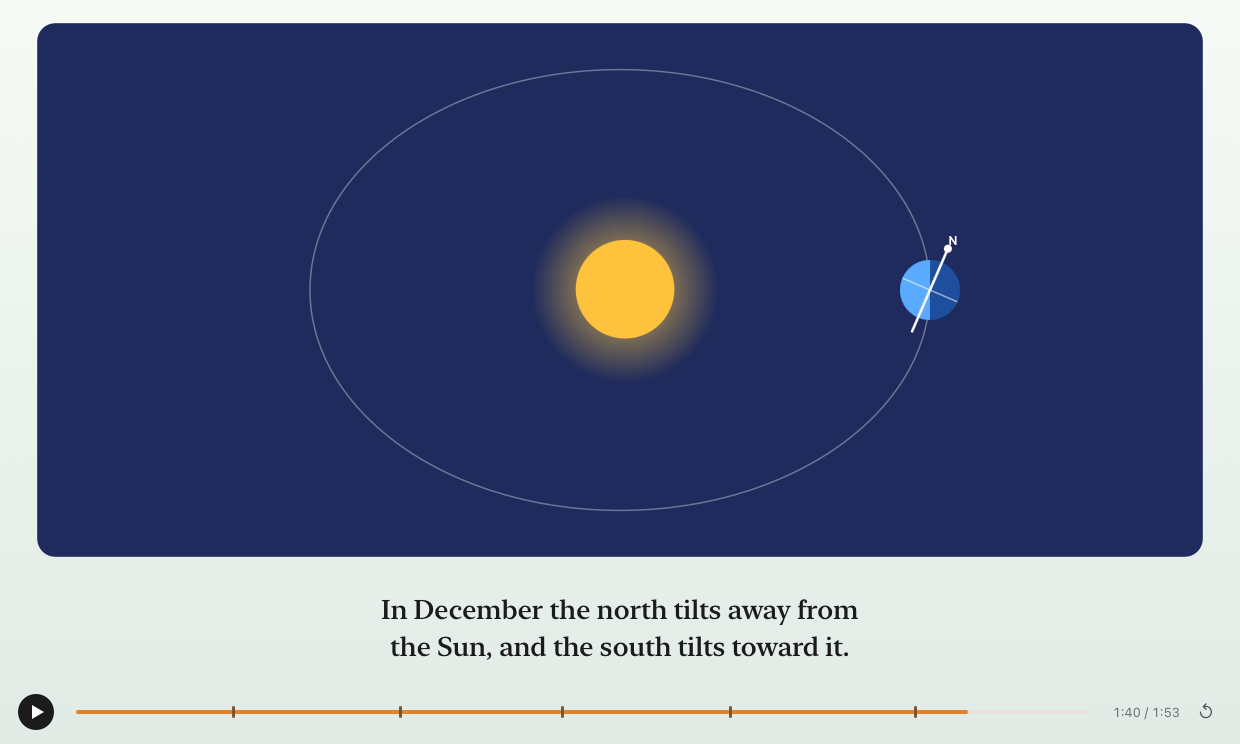 N
In December the north tilts away from
the Sun, and the south tilts toward it.
1:40 / 1:53